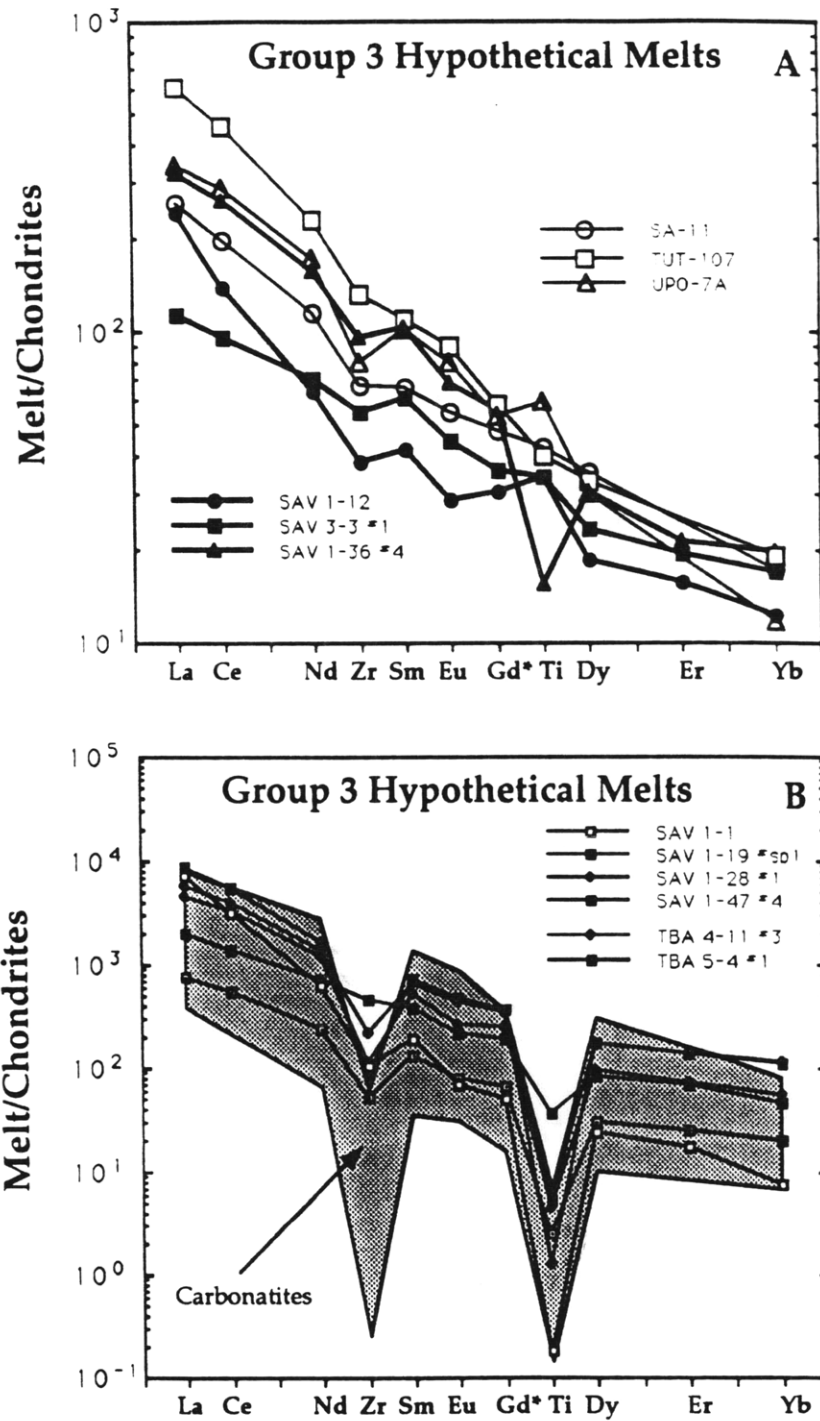 Group 3 Hypothetical Melts A
10³
10²
10¹
Melt/Chondrites
SA-11
TUT-107
UPO-7A
SAV 1-12
SAV 3-3 #1
SAV 1-36 #4
La Ce Nd Zr Sm Eu Gd* Ti Dy Er Yb
Group 3 Hypothetical Melts B
10⁵
10⁴
10³
10²
10¹
10⁰
10⁻¹
Melt/Chondrites
SAV 1-1
SAV 1-19 #sp1
SAV 1-28 #1
SAV 1-47 #4
TBA 4-11 #3
TBA 5-4 #1
Carbonatites
La Ce Nd Zr Sm Eu Gd* Ti Dy Er Yb